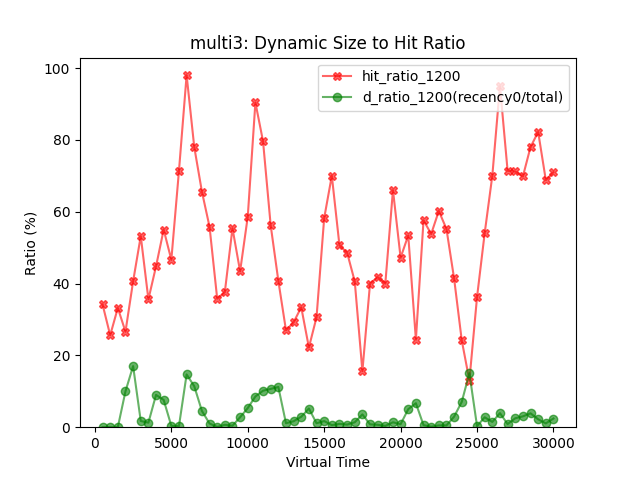 multi3: Dynamic Size to Hit Ratio
hit_ratio_1200
d_ratio_1200(recency0/total)
Ratio (%)
100
80
60
40
20
0
0 5000 10000 15000 20000 25000 30000
Virtual Time